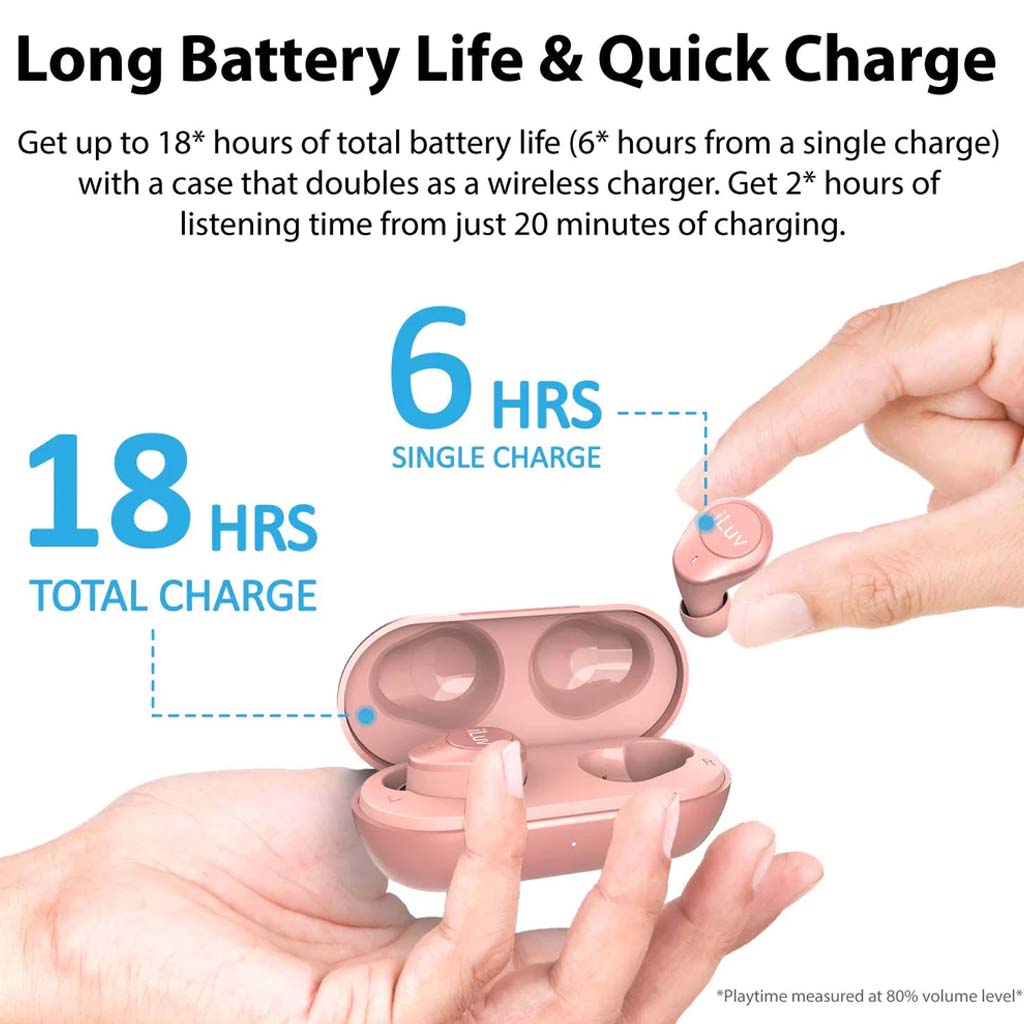 Long Battery Life & Quick Charge
Get up to 18* hours of total battery life (6* hours from a single charge)
with a case that doubles as a wireless charger. Get 2* hours of
listening time from just 20 minutes of charging.
6 HRS
SINGLE CHARGE
18 HRS
TOTAL CHARGE
iLuv
iLuv
L
*Playtime measured at 80% volume level*